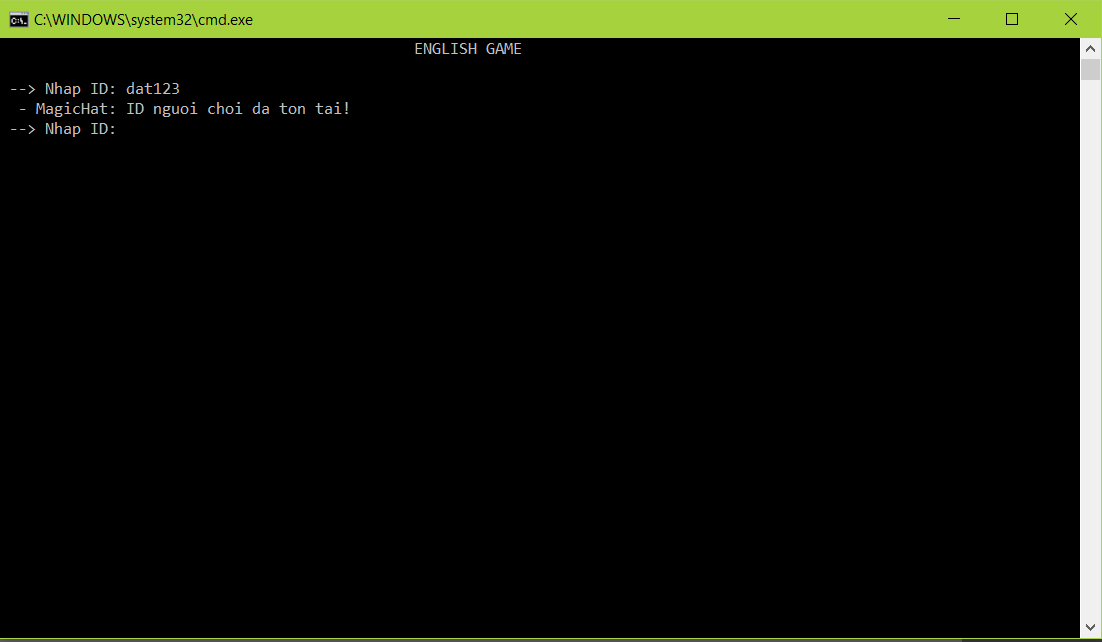 C:\WINDOWS\system32\cmd.exe
ENGLISH GAME
--> Nhap ID: dat123
- MagicHat: ID nguoi choi da ton tai!
--> Nhap ID: